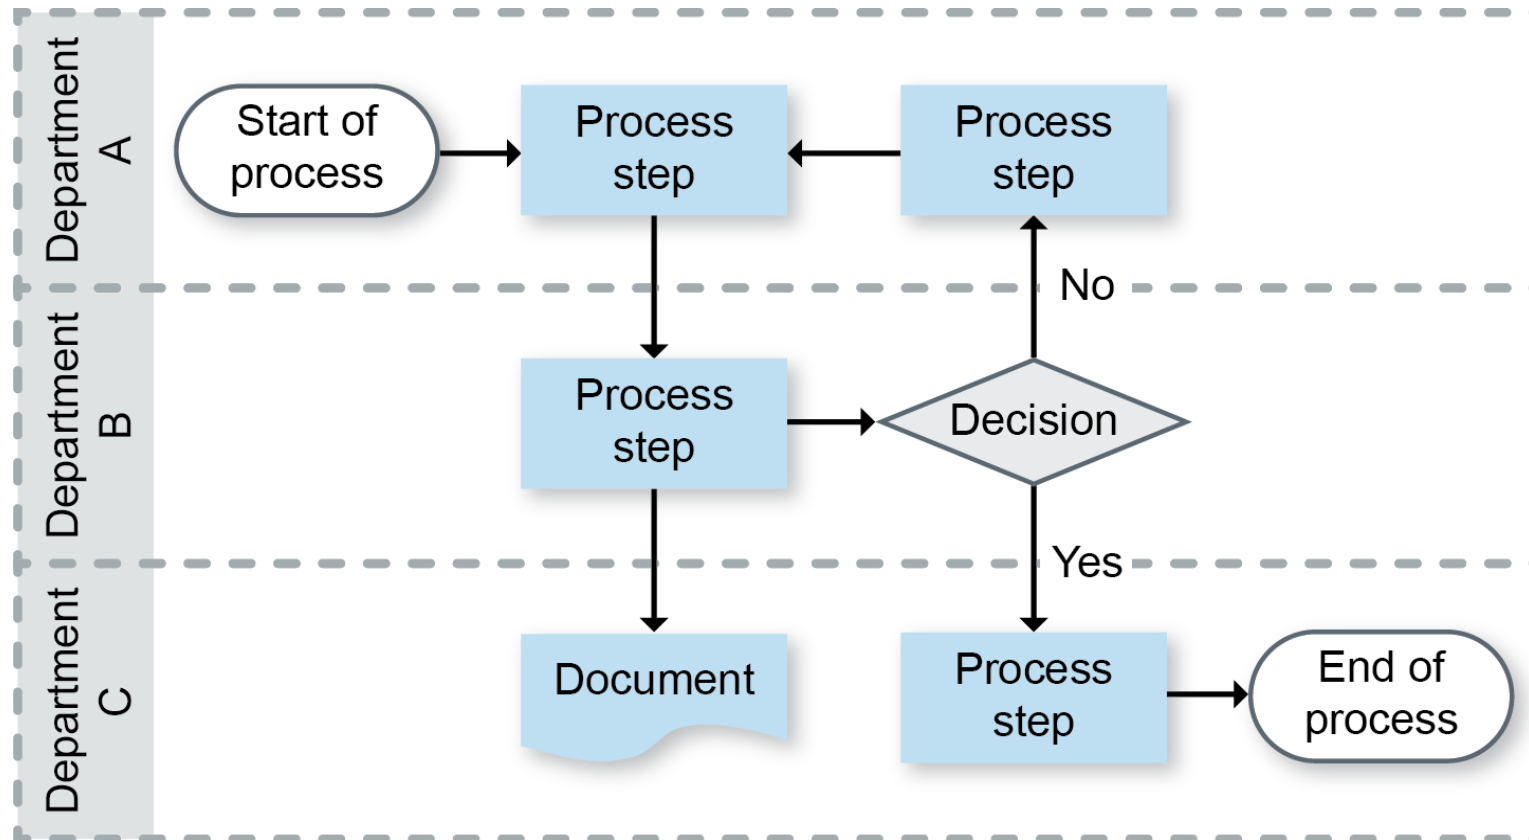 Department
A
Start of
process
Process
step
Process
step
No
Department
B
Process
step
Decision
Yes
Department
C
Document
Process
step
End of
process